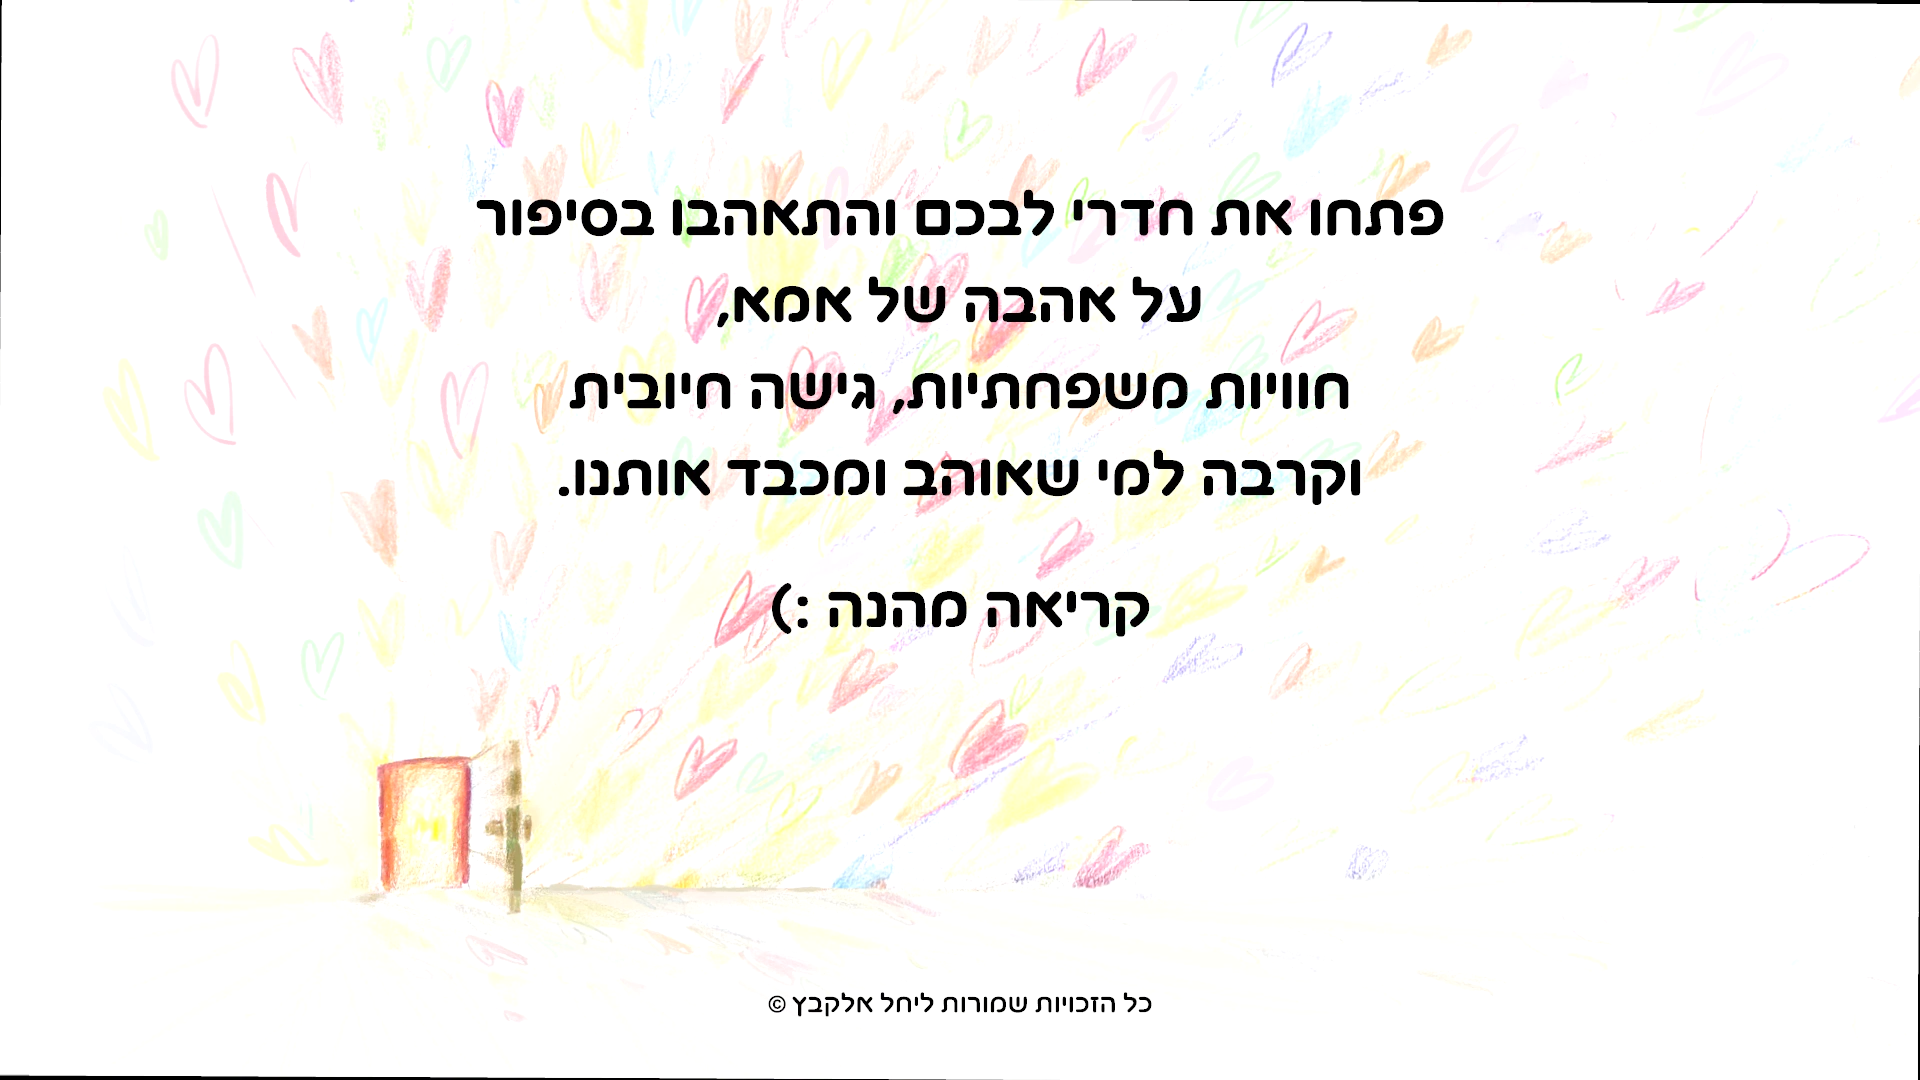 פתחו את חדרי לבכם והתאהבו בסיפור
על אהבה של אמא,
חוויות משפחתיות, גישה חיובית
וקרבה למי שאוהב ומכבד אותנו.
קריאה מהנה :)
כל הזכויות שמורות ליחל אלקבץ ©